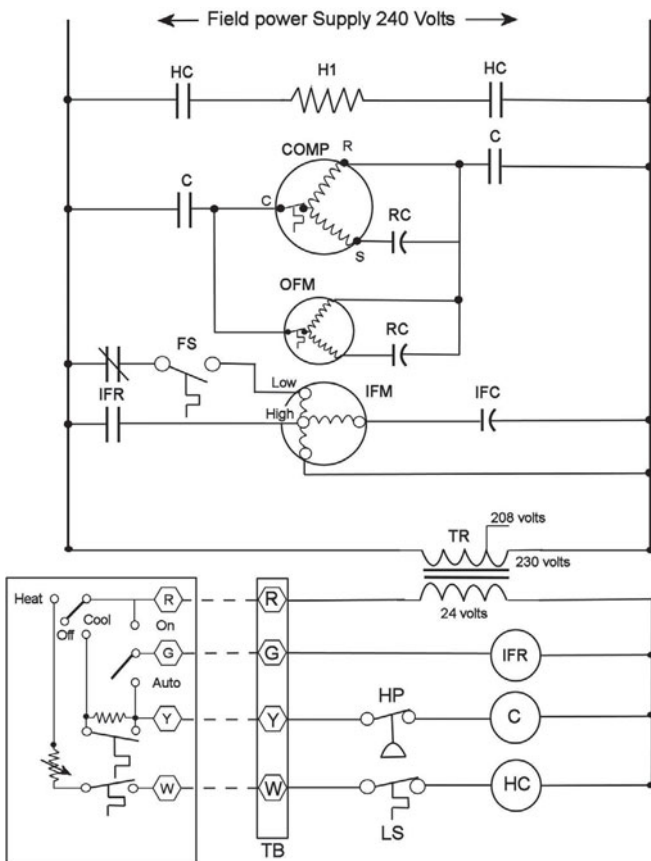 Field power Supply 240 Volts
HC
H1
HC
COMP
R
C
C
C
RC
S
OFM
RC
FS
Low
IFM
IFC
IFR
High
208 volts
TR
230 volts
24 volts
Heat
Cool
Off
On
R
R
G
G
IFR
Auto
HP
Y
Y
C
W
W
HC
LS
TB